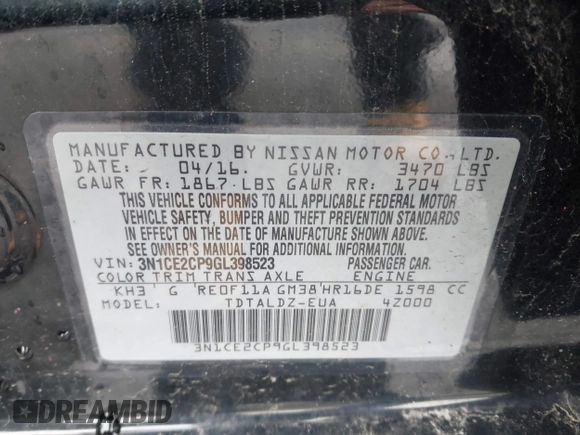 MANUFACTURED BY NISSAN MOTOR CO., LTD.
DATE: 04/16. GVWR: 3470 LBS
GAWR FR: 1867 LBS GAWR RR: 1704 LBS
THIS VEHICLE CONFORMS TO ALL APPLICABLE FEDERAL MOTOR
VEHICLE SAFETY, BUMPER AND THEFT PREVENTION STANDARDS
IN EFFECT ON THE DATE OF MANUFACTURE SHOWN ABOVE.
SEE OWNER'S MANUAL FOR ADDITIONAL INFORMATION.
VIN: 3N1CE2CP9GL398523 PASSENGER CAR.
COLOR TRIM TRANS AXLE ENGINE
KH3 G RE0F11A XGM38 HR16DE 1598 CC
MODEL: TDTALDZ-EUA 4Z000
3N1CE2CP9GL398523
DREAMBID